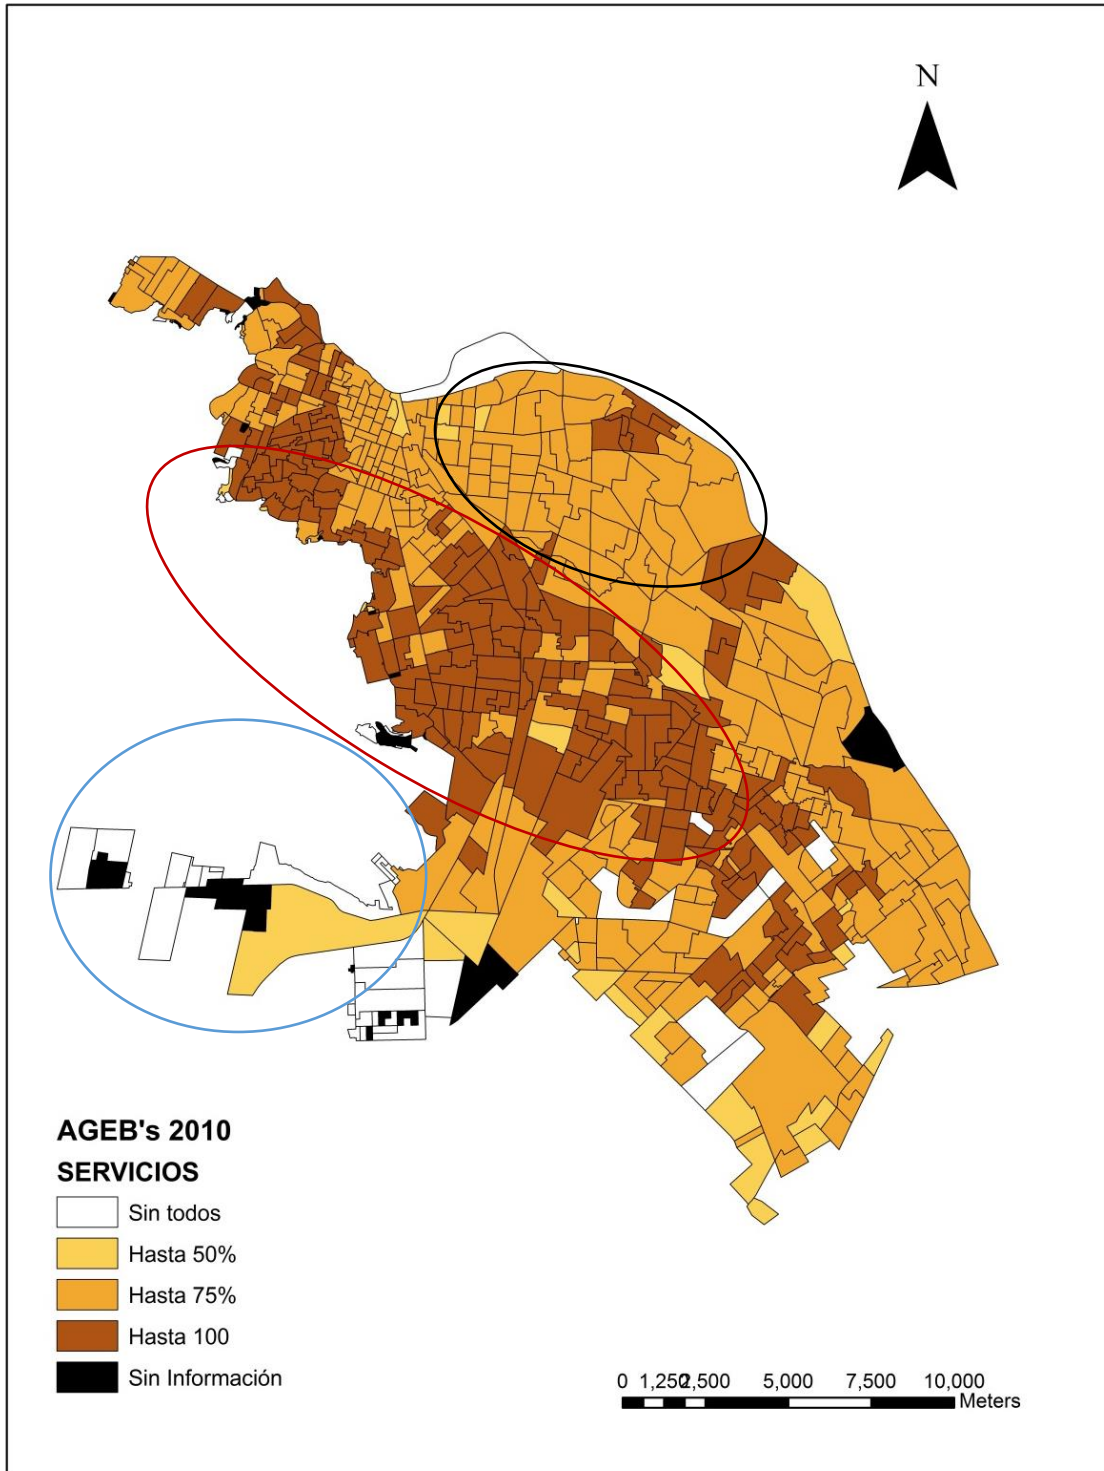 N
AGEB's 2010
SERVICIOS
Sin todos
Hasta 50%
Hasta 75%
Hasta 100
Sin Información
0 1,250 2,500 5,000 7,500 10,000
Meters